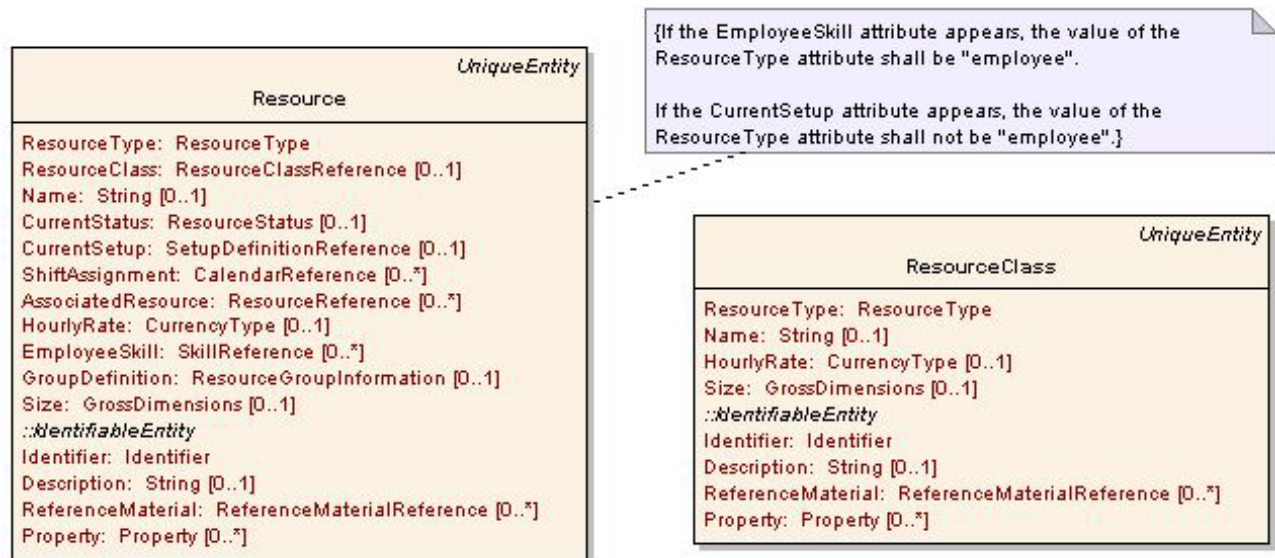 UniqueEntity
Resource
ResourceType: ResourceType
ResourceClass: ResourceClassReference [0..1]
Name: String [0..1]
CurrentStatus: ResourceStatus [0..1]
CurrentSetup: SetupDefinitionReference [0..1]
ShiftAssignment: CalendarReference [0..*]
AssociatedResource: ResourceReference [0..*]
HourlyRate: CurrencyType [0..1]
EmployeeSkill: SkillReference [0..*]
GroupDefinition: ResourceGroupInformation [0..1]
Size: GrossDimensions [0..1]
::IdentifiableEntity
Identifier: Identifier
Description: String [0..1]
ReferenceMaterial: ReferenceMaterialReference [0..*]
Property: Property [0..*]
{If the EmployeeSkill attribute appears, the value of the
ResourceType attribute shall be "employee".
If the CurrentSetup attribute appears, the value of the
ResourceType attribute shall not be "employee".}
UniqueEntity
ResourceClass
ResourceType: ResourceType
Name: String [0..1]
HourlyRate: CurrencyType [0..1]
Size: GrossDimensions [0..1]
::IdentifiableEntity
Identifier: Identifier
Description: String [0..1]
ReferenceMaterial: ReferenceMaterialReference [0..*]
Property: Property [0..*]